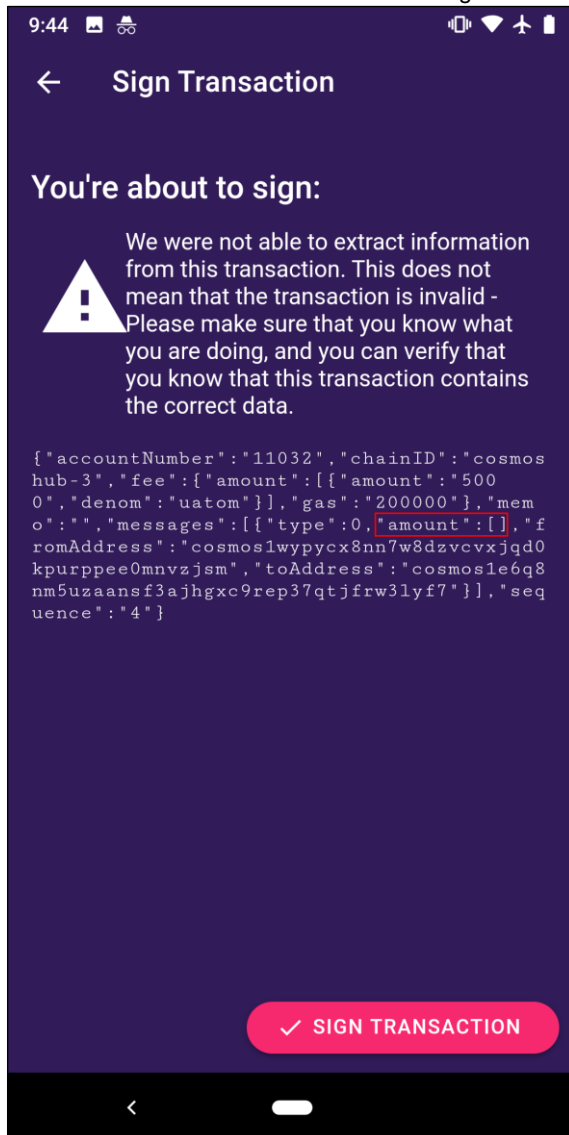 9:44
Sign Transaction
You're about to sign:
We were not able to extract information
from this transaction. This does not
mean that the transaction is invalid -
Please make sure that you know what
you are doing, and you can verify that
you know that this transaction contains
the correct data.
{"accountNumber":"11032","chainID":"cosmos
hub-3","fee":{"amount":[{"amount":"500
0","denom":"uatom"}],"gas":"200000"},"mem
o":"","messages":[{"type":0,"amount":[],"f
romAddress":"cosmos1wypycx8nn7w8dzvcvxjqd0
kpurppee0mnvzjsm","toAddress":"cosmos1e6q8
nm5uzaansf3ajhgxc9rep37qtjfrw3lyf7"}],"seq
uence":"4"}
SIGN TRANSACTION